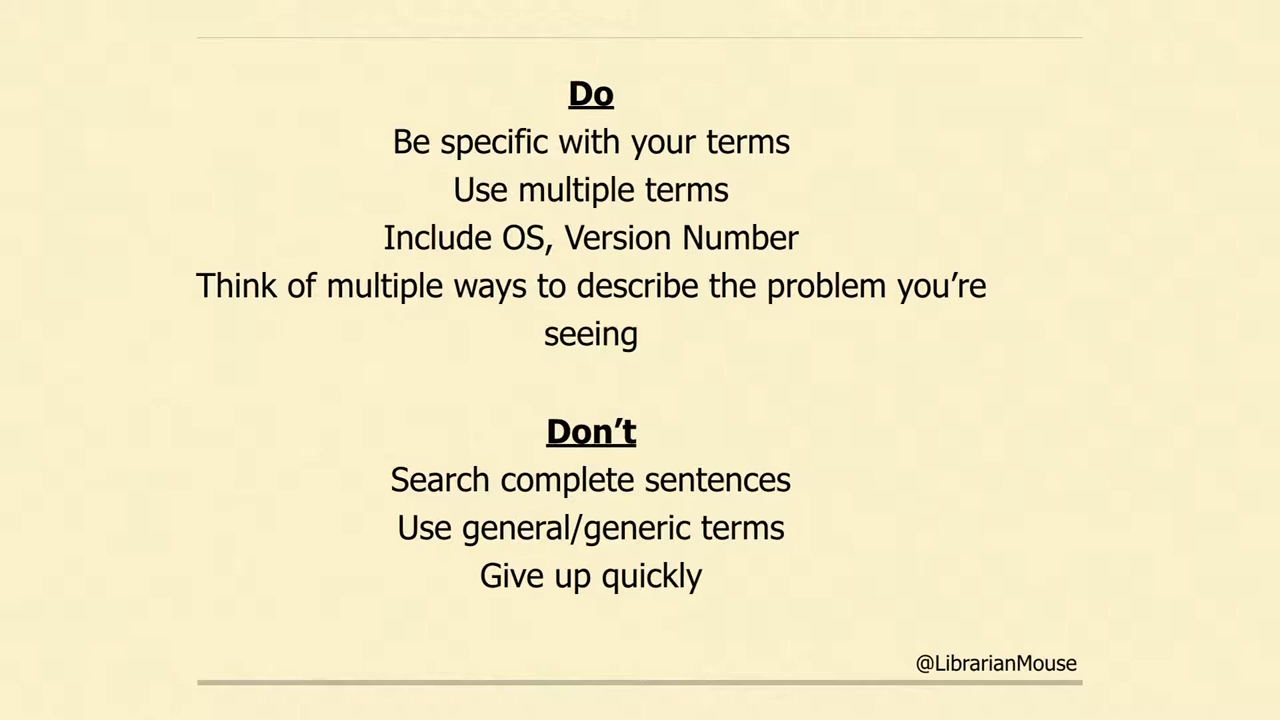 Do
Be specific with your terms
Use multiple terms
Include OS, Version Number
Think of multiple ways to describe the problem you’re
seeing
Don’t
Search complete sentences
Use general/generic terms
Give up quickly
@LibrarianMouse